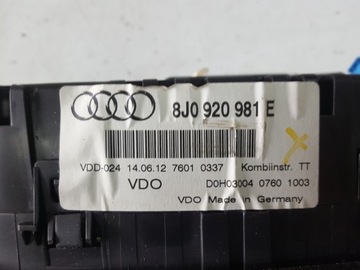 8J0 920 981 E
VDD-024 14.06.12 7601 0337 Kombiinstr. TT
VDO D0H03004 0760 1003
VDO Made in Germany